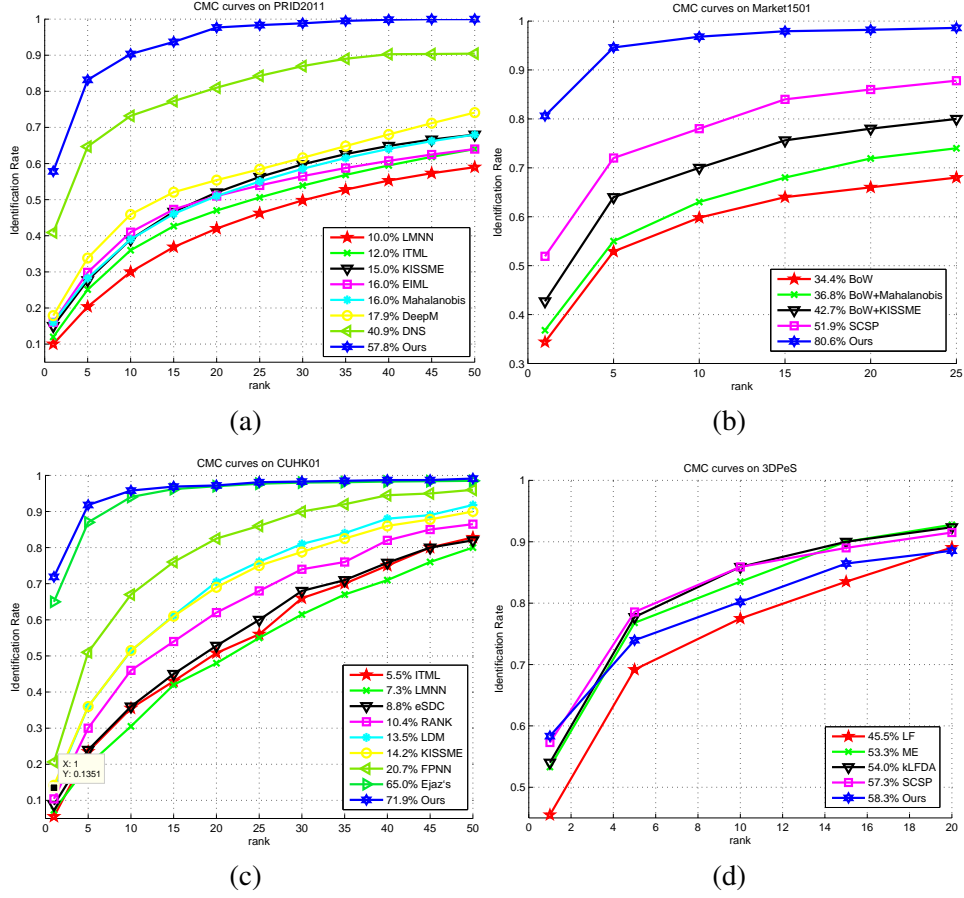 CMC curves on PRID2011
Identification Rate
1
0.9
0.8
0.7
0.6
0.5
0.4
0.3
0.2
0.1
10.0% LMNN
12.0% ITML
15.0% KISSME
16.0% EIML
16.0% Mahalanobis
17.9% DeepM
40.9% DNS
57.8% Ours
0 5 10 15 20 25 30 35 40 45 50
rank
(a)
CMC curves on Market1501
Identification Rate
1
0.9
0.8
0.7
0.6
0.5
0.4
0.3
34.4% BoW
36.8% BoW+Mahalanobis
42.7% BoW+KISSME
51.9% SCSP
80.6% Ours
0 5 10 15 20 25
rank
(b)
CMC curves on CUHK01
Identification Rate
1
0.9
0.8
0.7
0.6
0.5
0.4
0.3
0.2
0.1
X: 1
Y: 0.1351
5.5% ITML
7.3% LMNN
8.8% eSDC
10.4% RANK
13.5% LDM
14.2% KISSME
20.7% FPNN
65.0% Ejaz's
71.9% Ours
0 5 10 15 20 25 30 35 40 45 50
rank
(c)
CMC curves on 3DPeS
Identification Rate
1
0.9
0.8
0.7
0.6
0.5
45.5% LF
53.3% ME
54.0% kLFDA
57.3% SCSP
58.3% Ours
0 2 4 6 8 10 12 14 16 18 20
rank
(d)